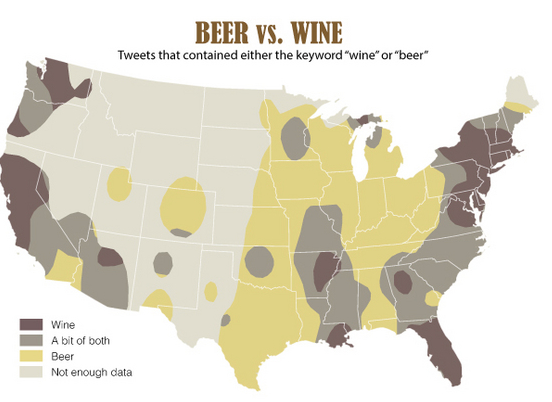 BEER vs. WINE
Tweets that contained either the keyword “wine” or “beer”
Wine
A bit of both
Beer
Not enough data